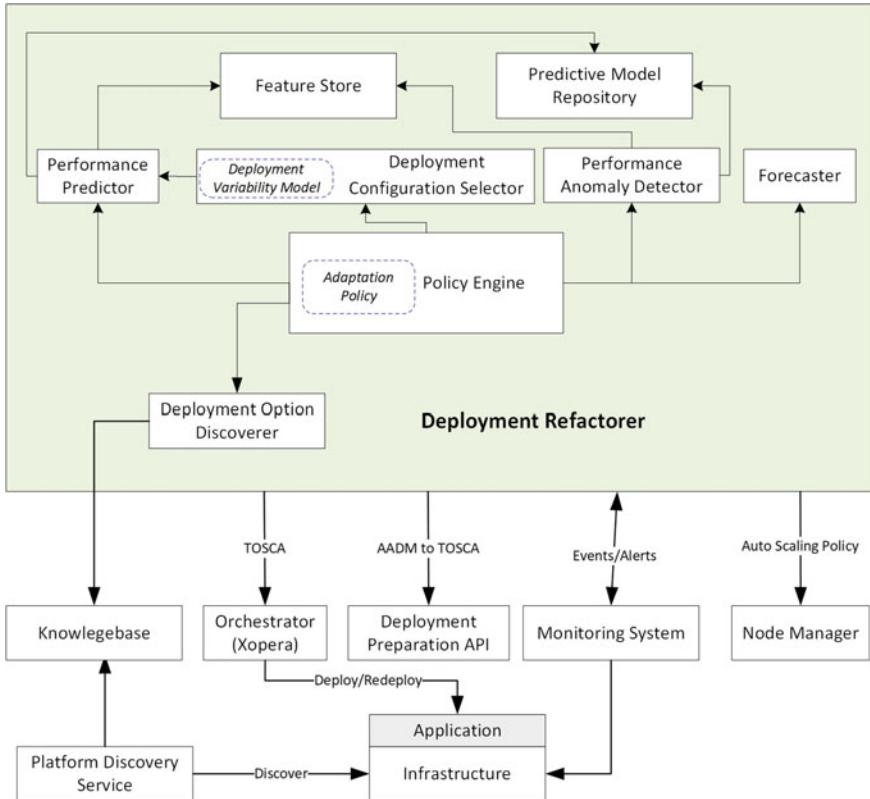 Feature Store
Predictive Model
Repository
Performance
Predictor
Deployment
Variability Model
Deployment
Configuration Selector
Performance
Anomaly Detector
Forecaster
Adaptation
Policy
Policy Engine
Deployment Option
Discoverer
Deployment Refactorer
TOSCA
AADM to TOSCA
Events/Alerts
Auto Scaling Policy
Knowlegebase
Orchestrator
(Xopera)
Deployment
Preparation API
Monitoring System
Node Manager
Deploy/Redeploy
Application
Platform Discovery
Service
Discover
Infrastructure